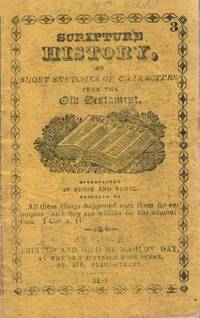 3
SCRIPTURE
HISTORY,
OR
SHORT SKETCHES OF CHARACTERS
FROM THE
Old Testament.
IN PROSE AND VERSE.
All these things happened unto them for ex-
amples and they are written for our admoni-
tion. 1 Cor. x. 11.
PRINTED AND SOLD BY MAHLON DAY,
AT THE NEW JUVENILE BOOK STORE,
NO. 376, PEARL-STREET.